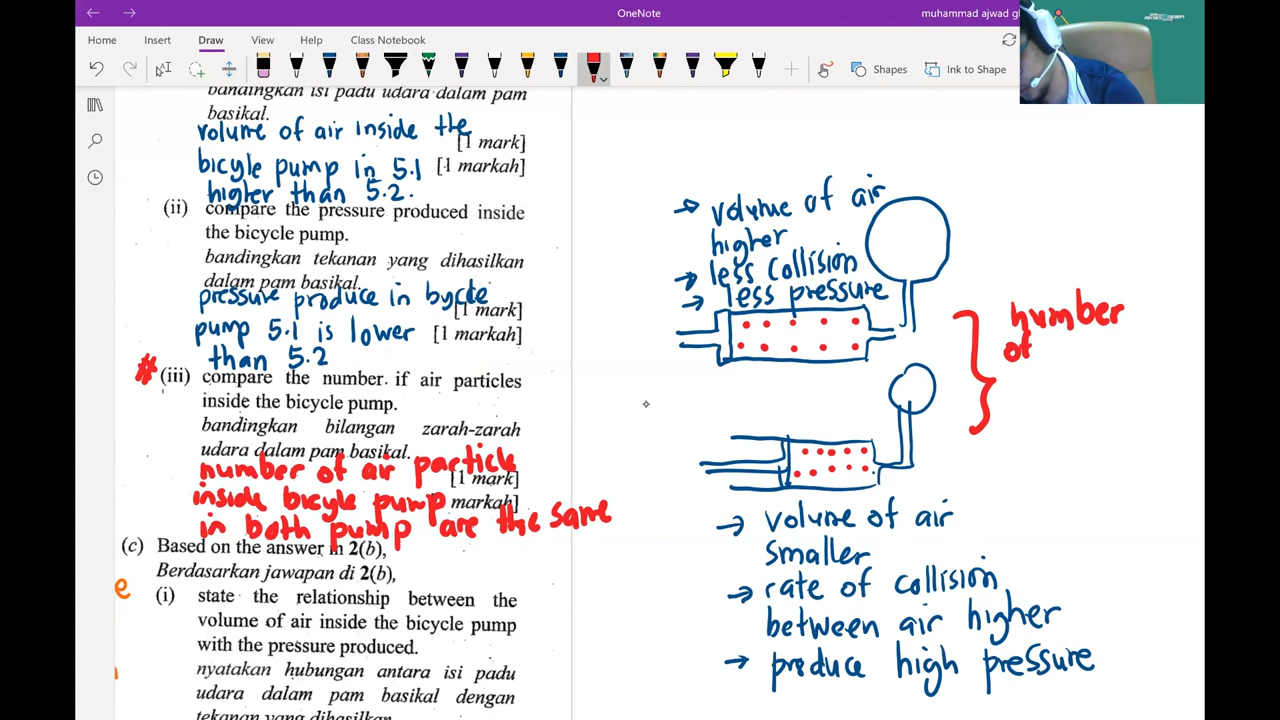 OneNote
muhammad ajwad gh
Home Insert Draw View Help Class Notebook
Shapes Ink to Shape
bandingkan isi padu udara dalam pam
basikal.
volume of air inside the
[1 mark]
bicyle pump in 5.1 [1 markah]
higher than 5.2.
(ii) compare the pressure produced inside
the bicycle pump.
bandingkan tekanan yang dihasilkan
dalam pam basikal.
pressure produce in bycle
[1 mark]
pump 5.1 is lower [1 markah]
than 5.2
# (iii) compare the number if air particles
inside the bicycle pump.
bandingkan bilangan zarah-zarah
udara dalam pam basikal.
number of air particle
[1 mark]
inside bicyle pump markah]
in both pump are the same
(c) Based on the answer in 2(b),
Berdasarkan jawapan di 2(b),
e
(i) state the relationship between the
volume of air inside the bicycle pump
with the pressure produced.
nyatakan hubungan antara isi padu
udara dalam pam basikal dengan
tekanan yang dihasilkan.
→ volume of air
higher
→ less collision
→ less pressure
number
of
→ volume of air
smaller
→ rate of collision
between air higher
→ produce high pressure